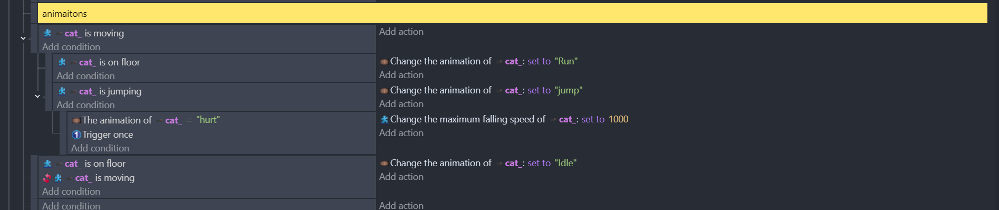 animaitons
cat_ is moving
Add action
Add condition
cat_ is on floor
Change the animation of cat_: set to "Run"
Add condition
Add action
cat_ is jumping
Change the animation of cat_: set to "jump"
Add condition
Add action
The animation of cat_ = "hurt"
Change the maximum falling speed of cat_: set to 1000
Trigger once
Add action
Add condition
cat_ is on floor
Change the animation of cat_: set to "Idle"
cat_ is moving
Add action
Add condition
Add condition
Add action